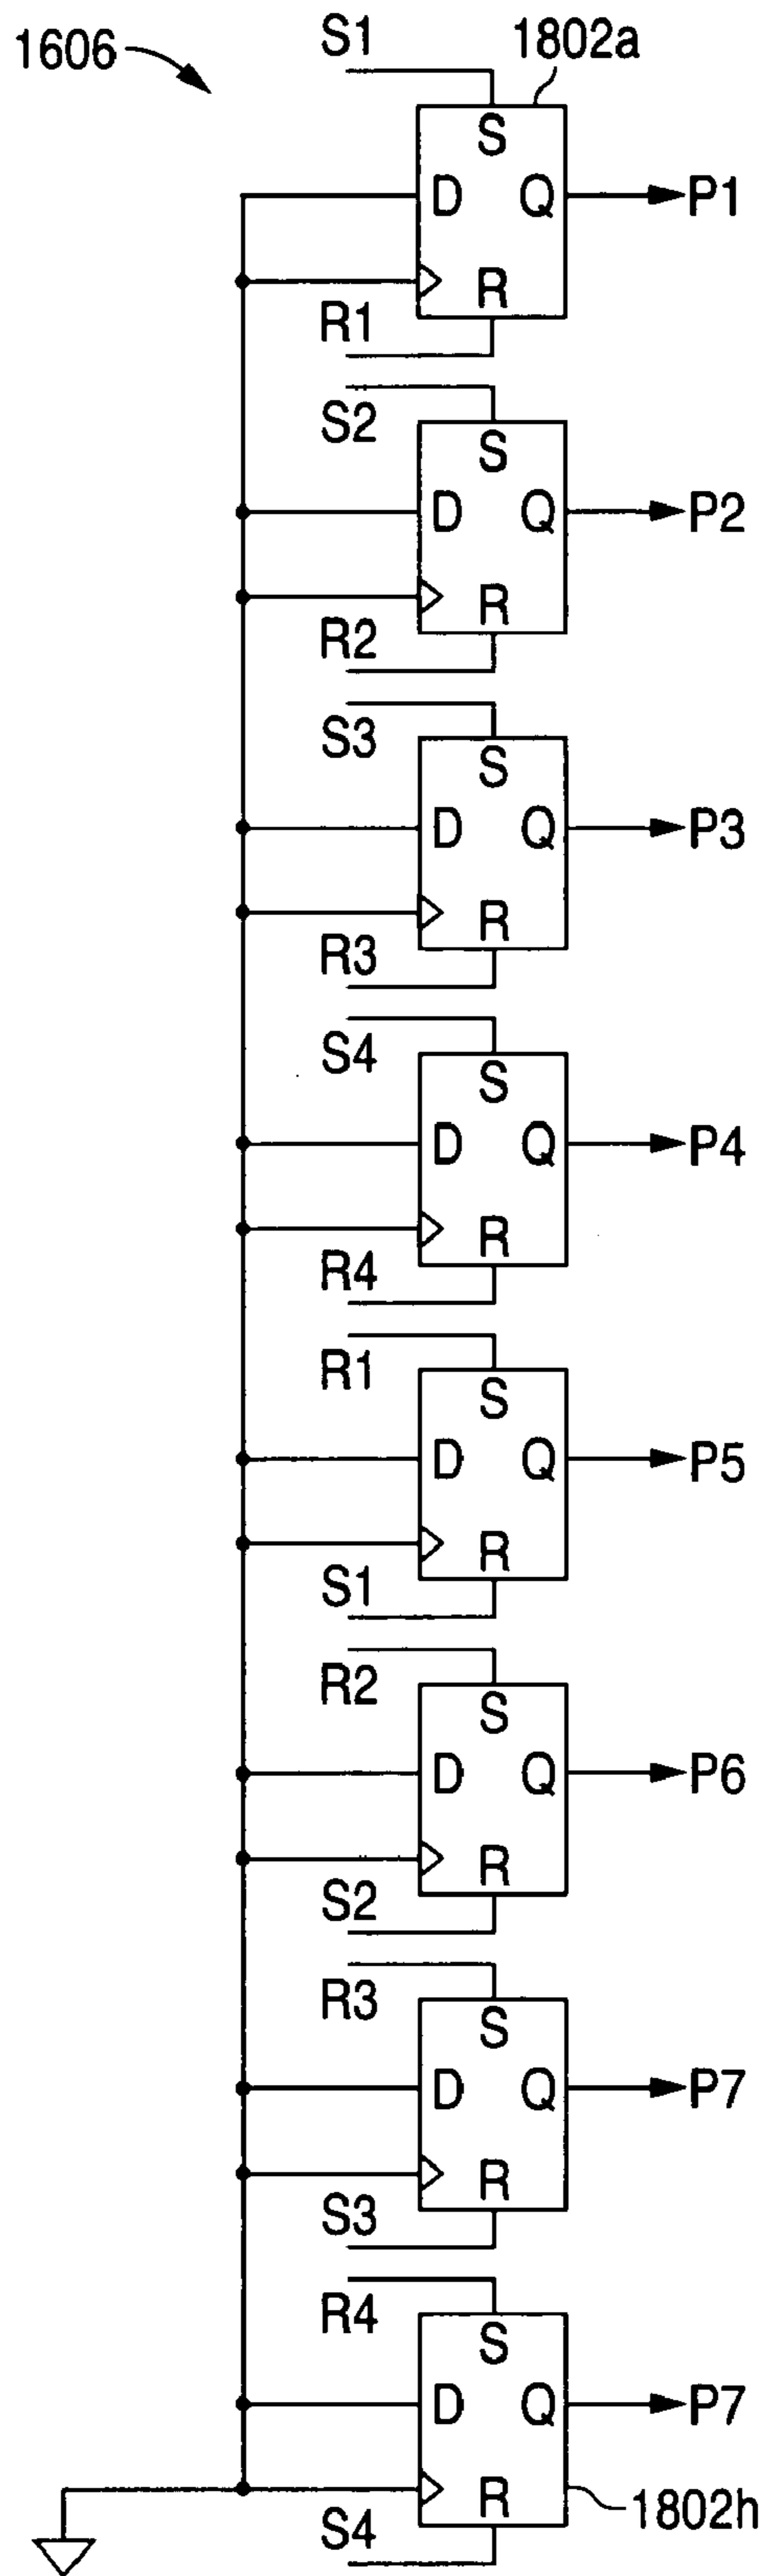 1606
S1
1802a
S
D Q P1
R
R1
S2
S
D Q P2
R
R2
S3
S
D Q P3
R
R3
S4
S
D Q P4
R
R4
R1
S
D Q P5
R
S1
R2
S
D Q P6
R
S2
R3
S
D Q P7
R
S3
R4
S
D Q P7
R
1802h
S4